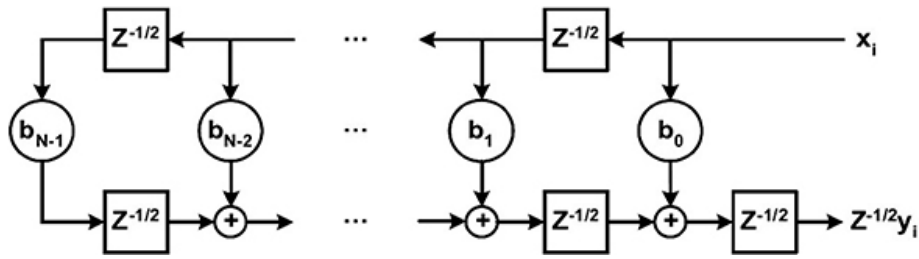 Z-1/2 ... Z-1/2 xi
bN-1 bN-2 ... b1 b0
Z-1/2 + ... + Z-1/2 + Z-1/2 Z-1/2yi